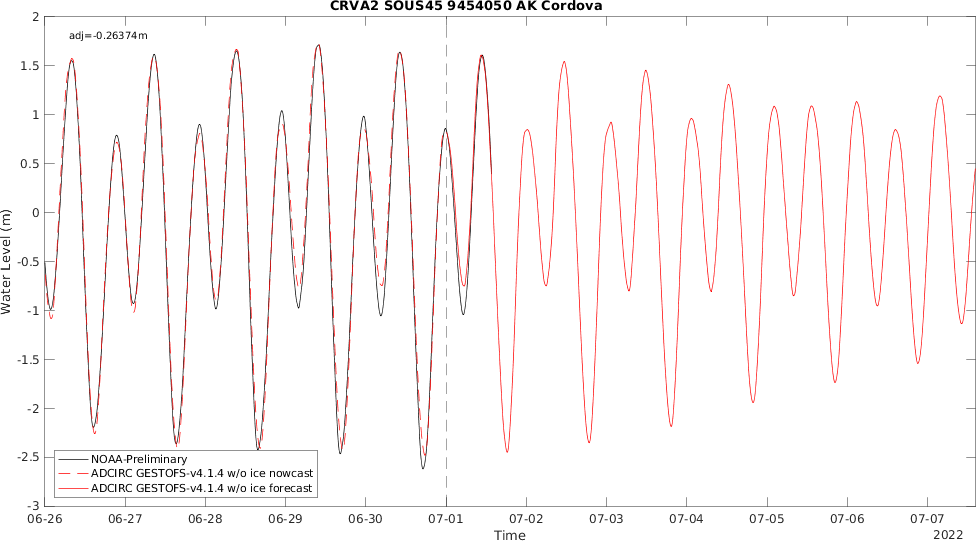 CRVA2 SOUS45 9454050 AK Cordova
adj=-0.26374m
2
1.5
1
0.5
0
-0.5
-1
-1.5
-2
-2.5
-3
Water Level (m)
NOAA-Preliminary
ADCIRC GESTOFS-v4.1.4 w/o ice nowcast
ADCIRC GESTOFS-v4.1.4 w/o ice forecast
06-26 06-27 06-28 06-29 06-30 07-01 07-02 07-03 07-04 07-05 07-06 07-07
Time
2022